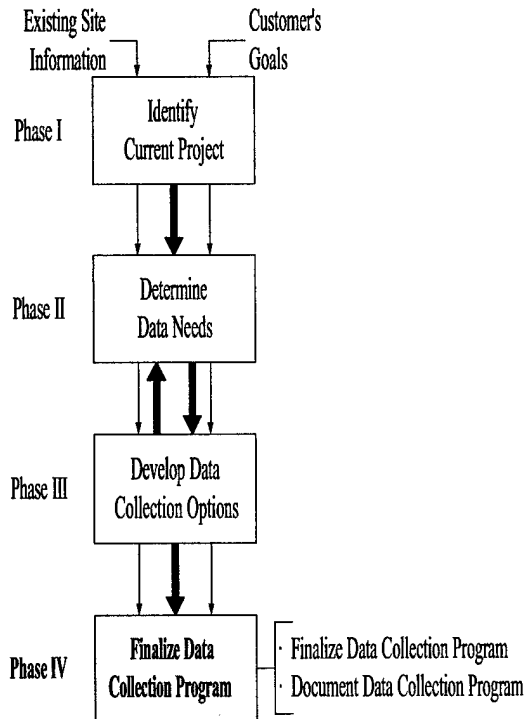 Existing Site
Information
Customer's
Goals
Phase I
Identify
Current Project
Phase II
Determine
Data Needs
Phase III
Develop Data
Collection Options
Phase IV
Finalize Data
Collection Program
· Finalize Data Collection Program
· Document Data Collection Program